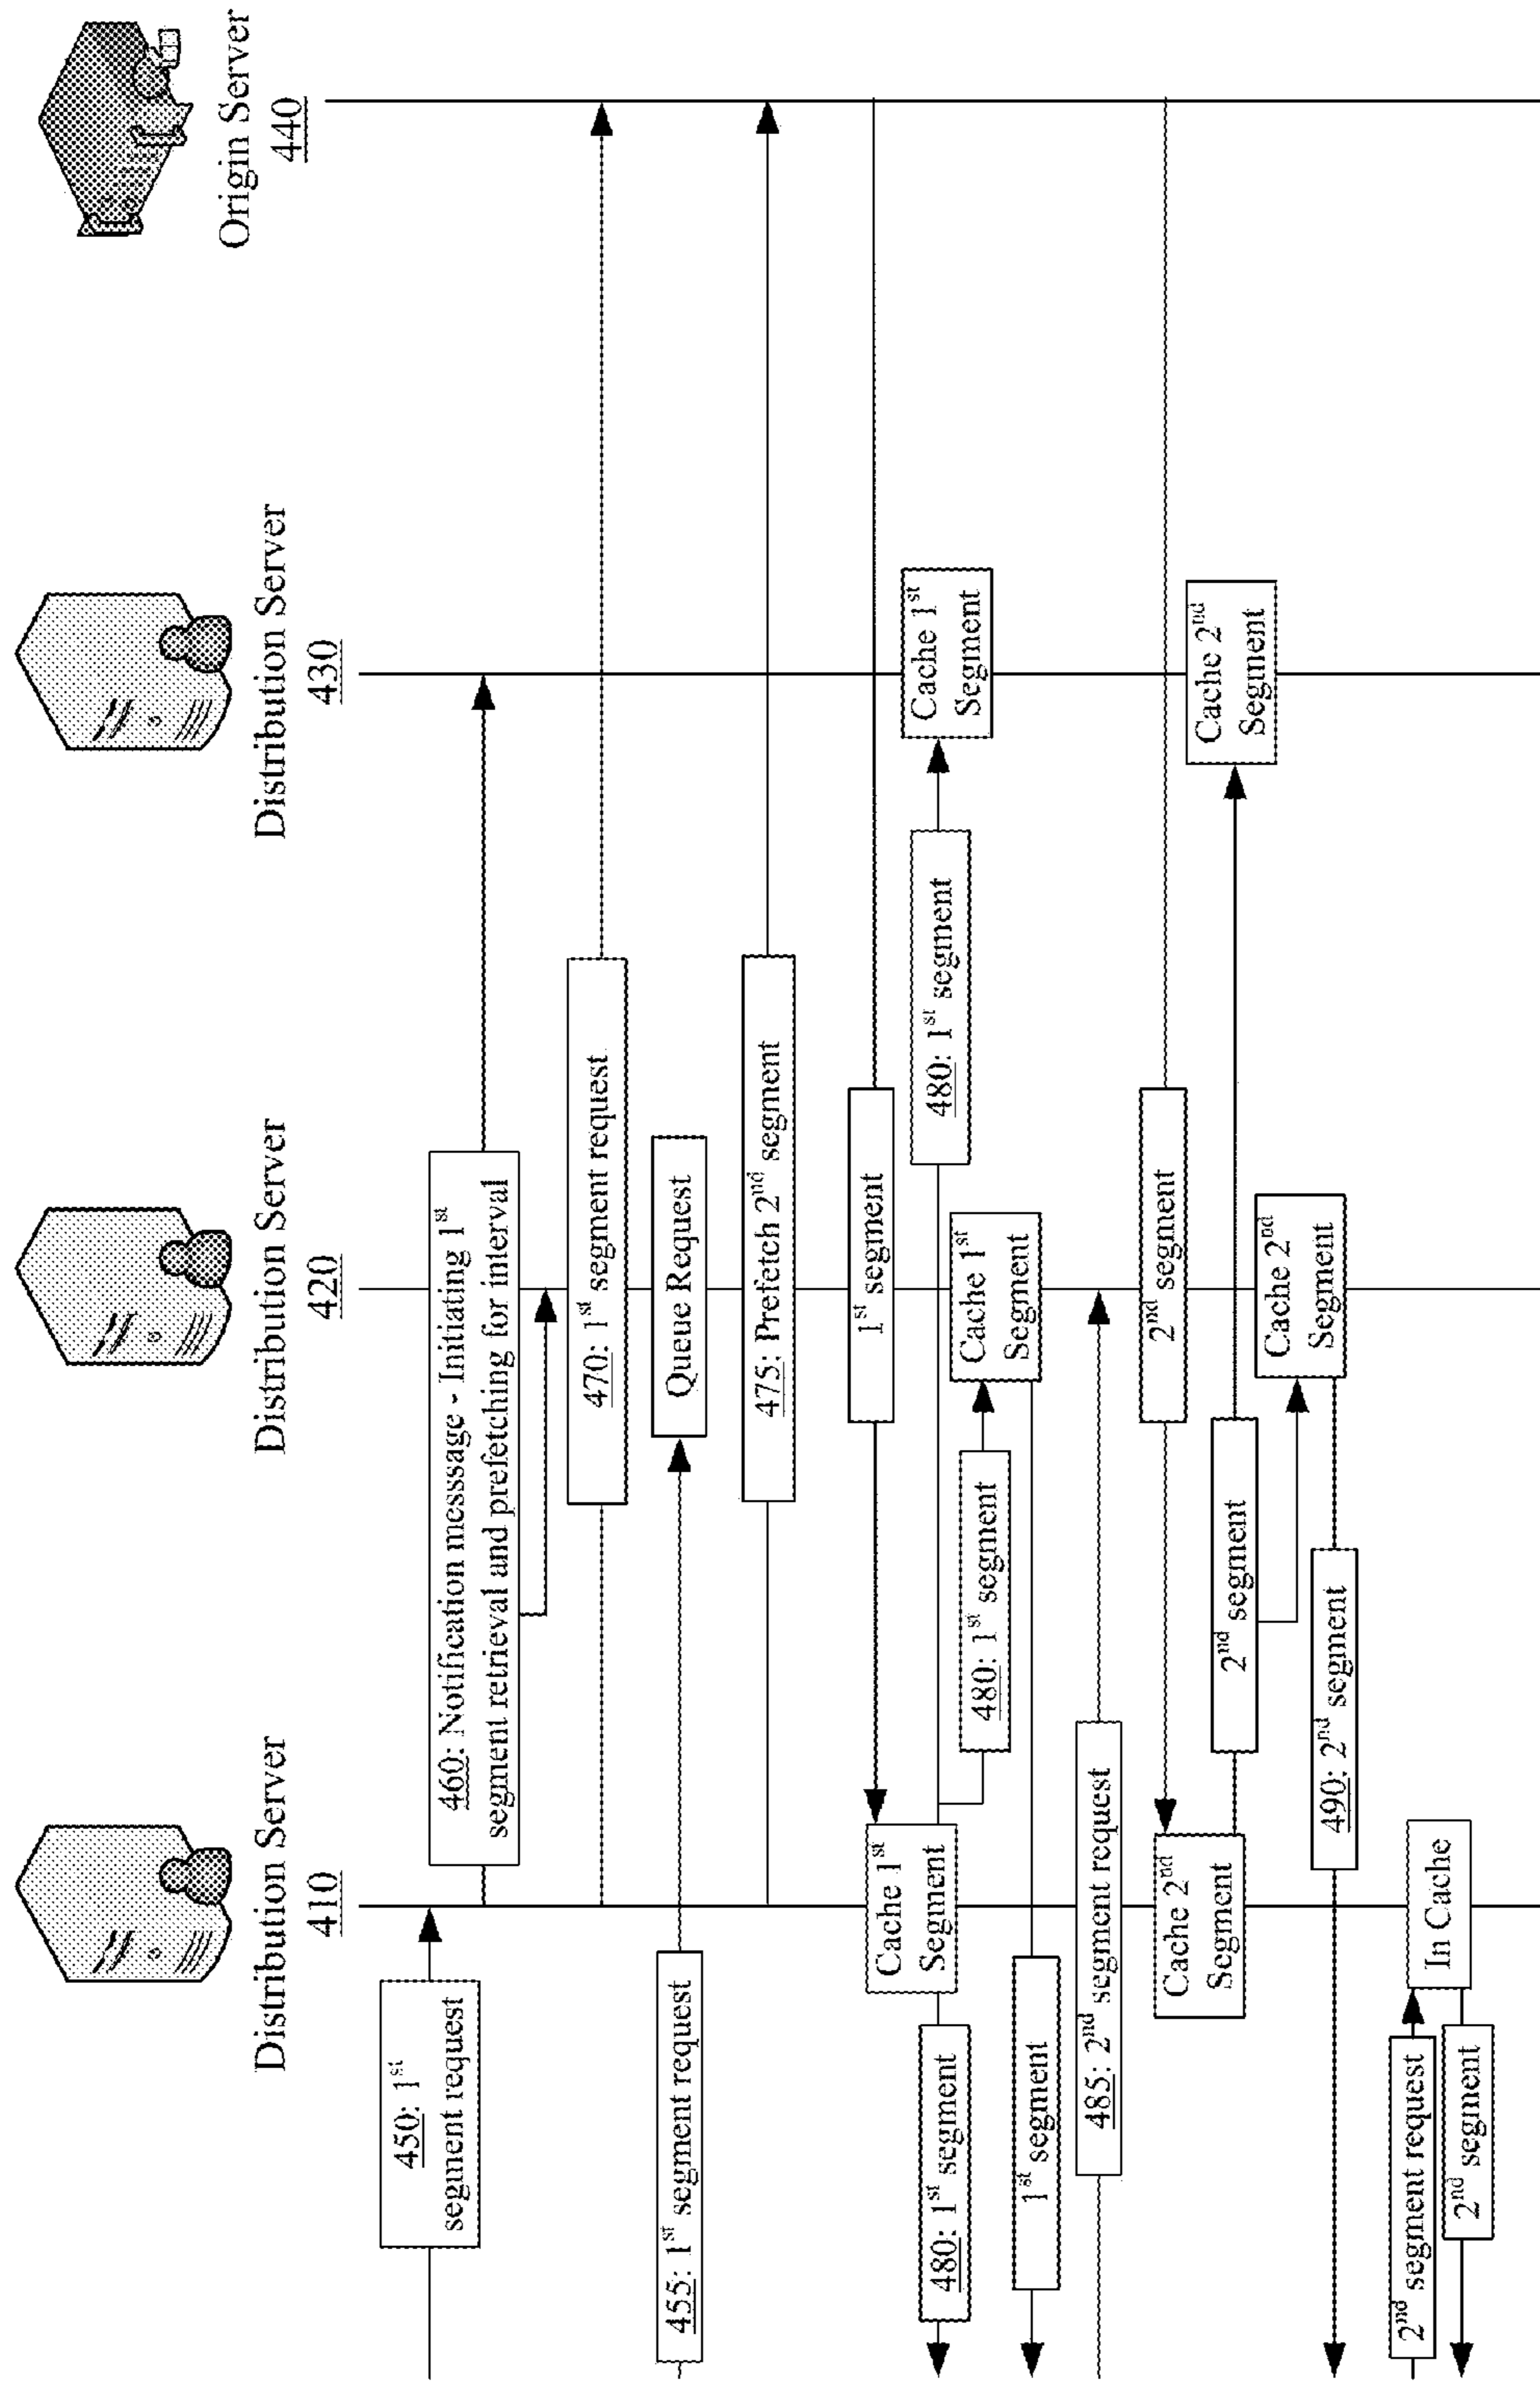 Distribution Server
410
Distribution Server
420
Distribution Server
430
Origin Server
440
450: 1st
segment request
460: Notification messsage - Initiating 1st
segment retrieval and prefetching for interval
470: 1st segment request
455: 1st segment request
Queue Request
475: Prefetch 2nd segment
1st segment
Cache 1st
Segment
480: 1st segment
480: 1st segment
Cache 1st
Segment
480: 1st segment
Cache 1st
Segment
1st segment
485: 2nd segment request
2nd segment
Cache 2nd
Segment
2nd segment
Cache 2nd
Segment
Cache 2nd
Segment
490: 2nd segment
2nd segment request
In Cache
2nd segment